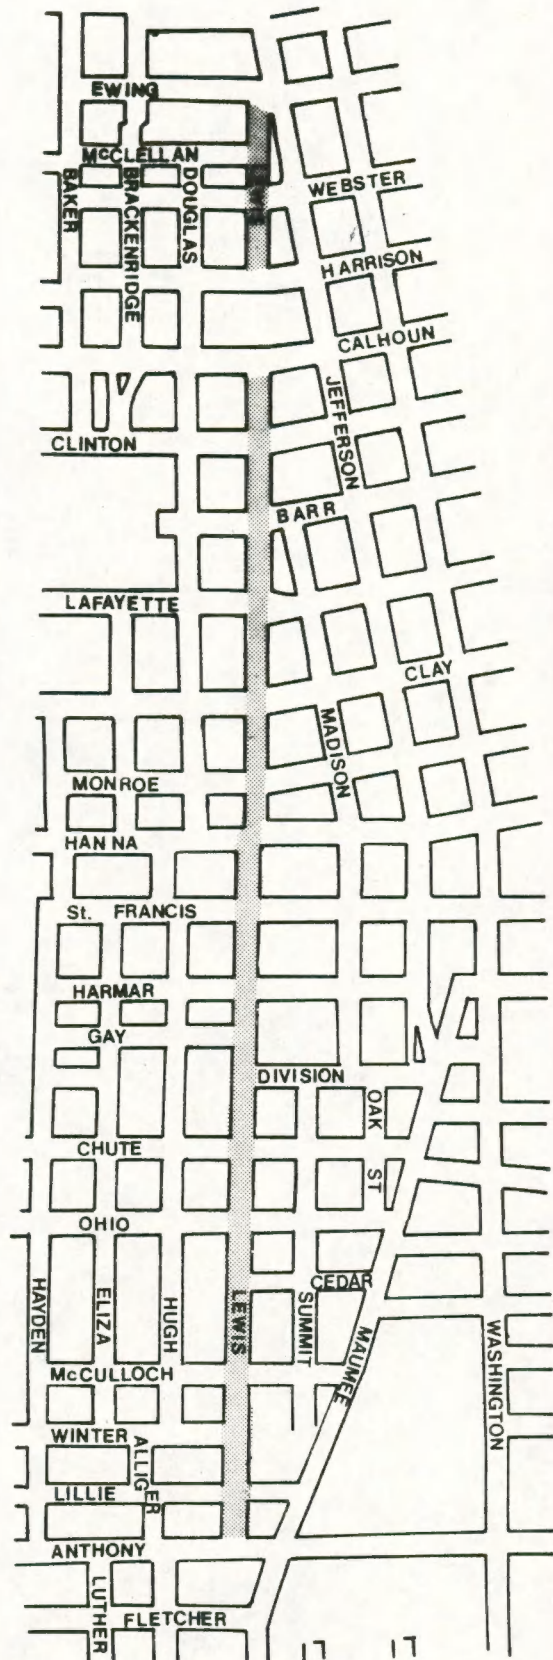 EWING
McCLELLAN
BAKER
BRACKENRIDGE
DOUGLAS
LEWIS
WEBSTER
HARRISON
CALHOUN
JEFFERSON
CLINTON
BARR
LAFAYETTE
CLAY
MADISON
MONROE
HANNA
St. FRANCIS
HARMAR
GAY
DIVISION
OAK ST
CHUTE
OHIO
HAYDEN
ELIZA
HUGH
LEWIS
SUMMIT
CEDAR
MAUMEE
WASHINGTON
McCULLOCH
WINTER
ALLIGER
LILLIE
ANTHONY
LUTHER
FLETCHER